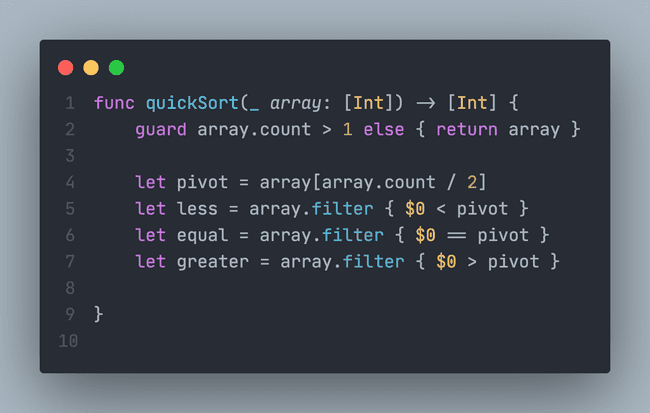 1 func quickSort(_ array: [Int]) -> [Int] {
2     guard array.count > 1 else { return array }
3
4     let pivot = array[array.count / 2]
5     let less = array.filter { $0 < pivot }
6     let equal = array.filter { $0 == pivot }
7     let greater = array.filter { $0 > pivot }
8
9 }
10